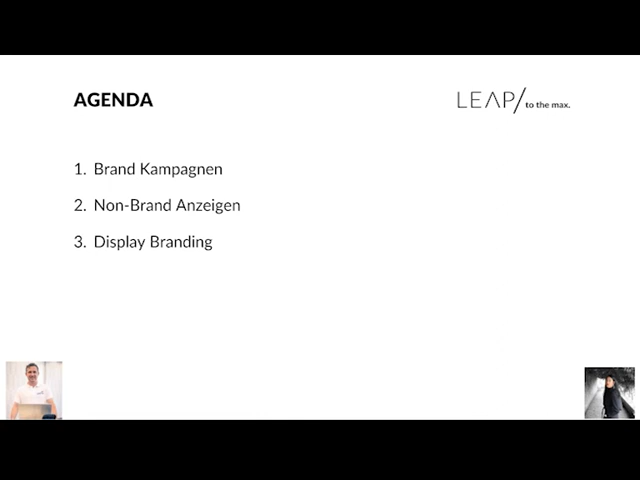 AGENDA
LEAP/to the max.
1. Brand Kampagnen
2. Non-Brand Anzeigen
3. Display Branding